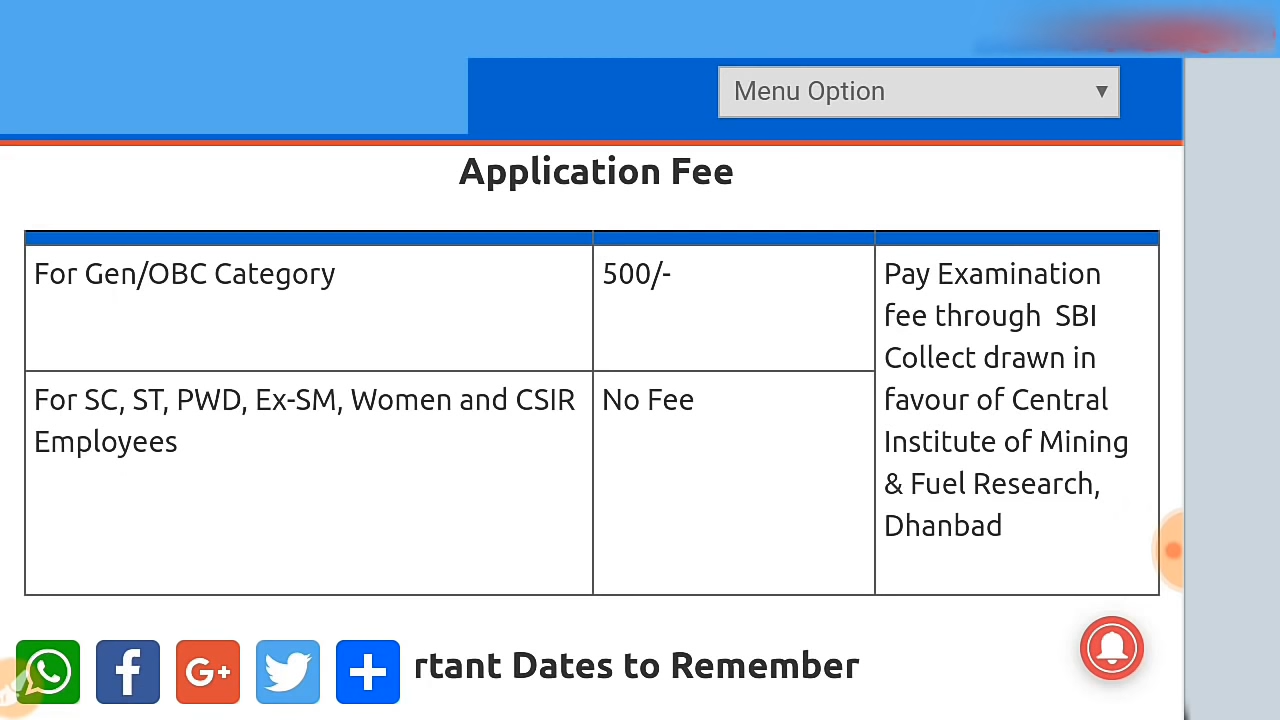 Menu Option
Application Fee
For Gen/OBC Category
500/-
Pay Examination
fee through SBI
Collect drawn in
favour of Central
Institute of Mining
& Fuel Research,
Dhanbad
For SC, ST, PWD, Ex-SM, Women and CSIR
Employees
No Fee
rtant Dates to Remember